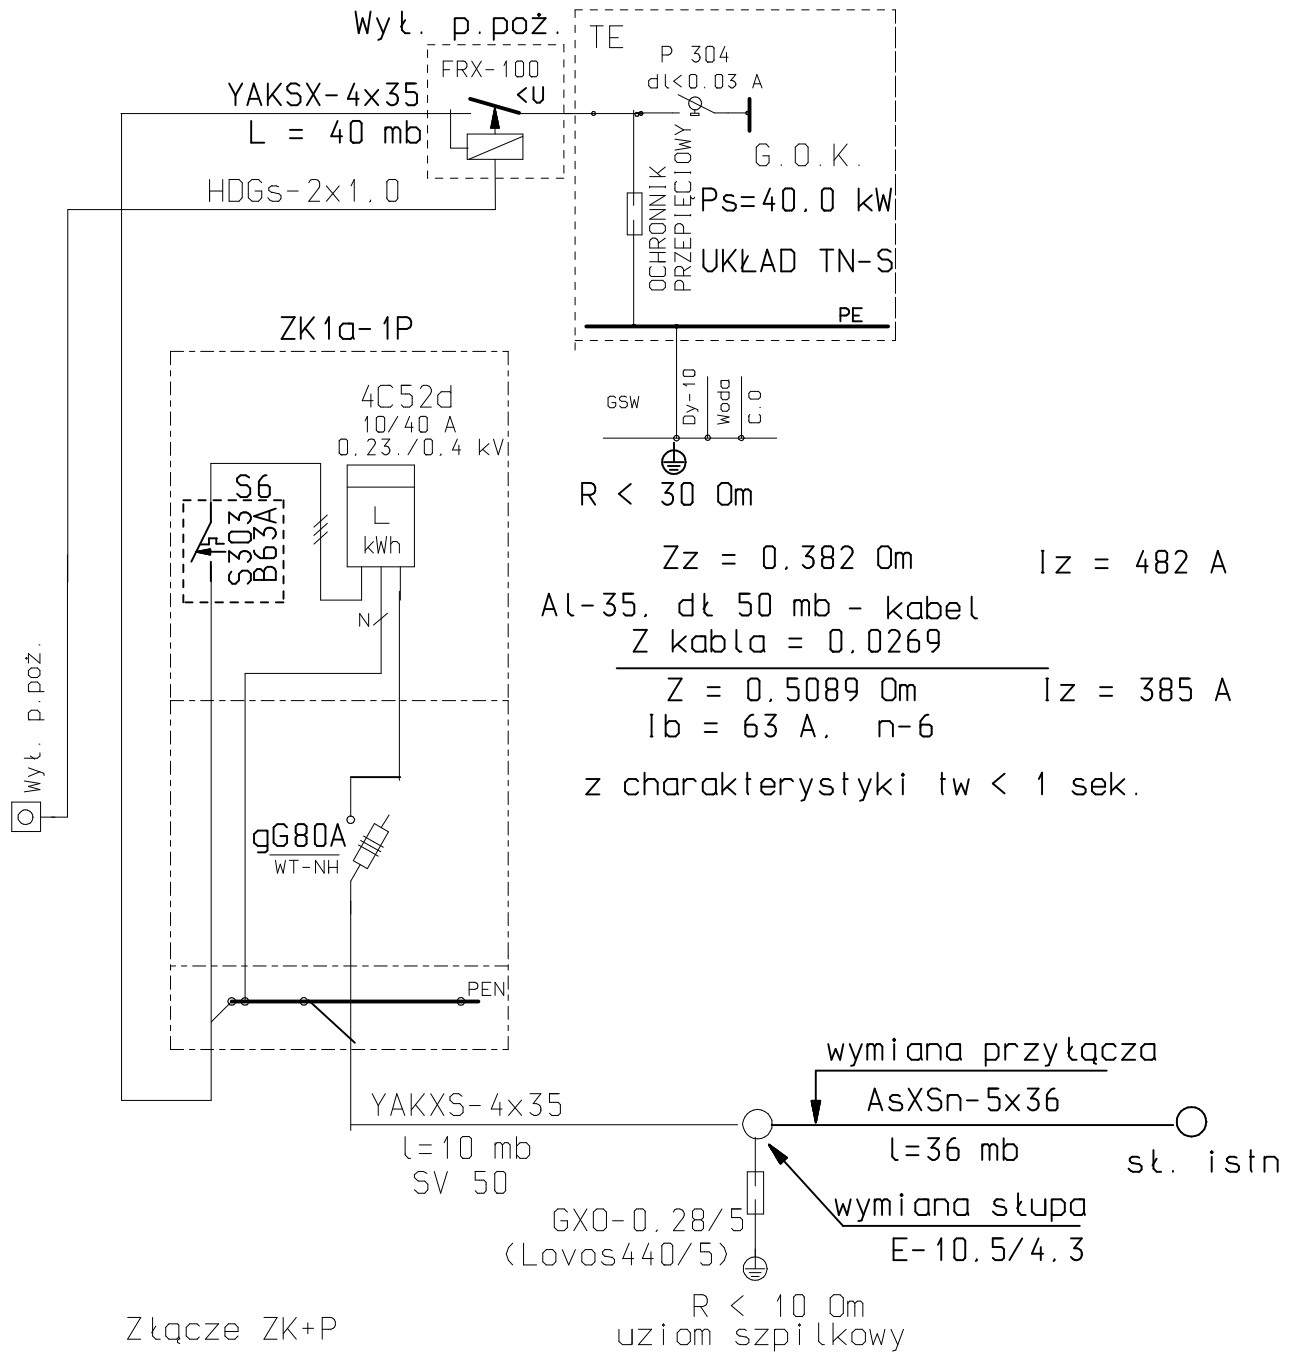 Wył. p.poż.
TE
FRX-100
<U
P 304
dl<0.03 A
YAKSX-4x35
L = 40 mb
HDGs-2x1.0
OCHRONNIK
PRZEPIĘCIOWY
G.O.K.
Ps=40.0 kW
UKŁAD TN-S
PE
ZK1a-1P
4C52d
10/40 A
0.23./0.4 kV
GSW
Dy-10
Woda
C.O
S6
S303
B63A
L
kWh
N
R < 30 Om
Zz = 0.382 Om
Iz = 482 A
Al-35. dł 50 mb - kabel
Z kabla = 0.0269
Z = 0.5089 Om
Iz = 385 A
Ib = 63 A. n-6
z charakterystyki tw < 1 sek.
Wył. p.poż.
gG80A
WT-NH
PEN
wymiana przyłącza
YAKXS-4x35
l=10 mb
SV 50
AsXSn-5x36
l=36 mb
sł. istn
wymiana słupa
E-10.5/4.3
GXO-0.28/5
(Lovos440/5)
R < 10 Om
uziom szpilkowy
Złącze ZK+P